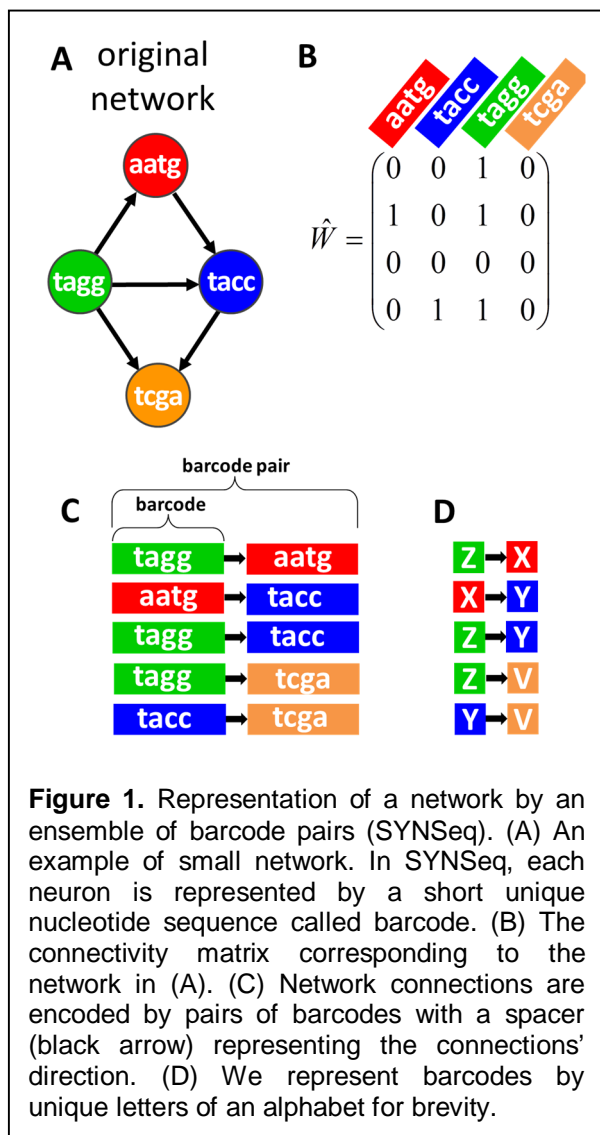 A original
network
aatg
tagg tacc
tcga
B
aatg tacc tagg tcga
0 0 1 0
1 0 1 0
Ŵ =
0 0 0 0
0 1 1 0
barcode pair
C barcode
tagg aatg
aatg tacc
tagg tacc
tagg tcga
tacc tcga
D
Z X
X Y
Z Y
Z V
Y V
Figure 1. Representation of a network by an
ensemble of barcode pairs (SYNSeq). (A) An
example of small network. In SYNSeq, each
neuron is represented by a short unique
nucleotide sequence called barcode. (B) The
connectivity matrix corresponding to the
network in (A). (C) Network connections are
encoded by pairs of barcodes with a spacer
(black arrow) representing the connections'
direction. (D) We represent barcodes by
unique letters of an alphabet for brevity.